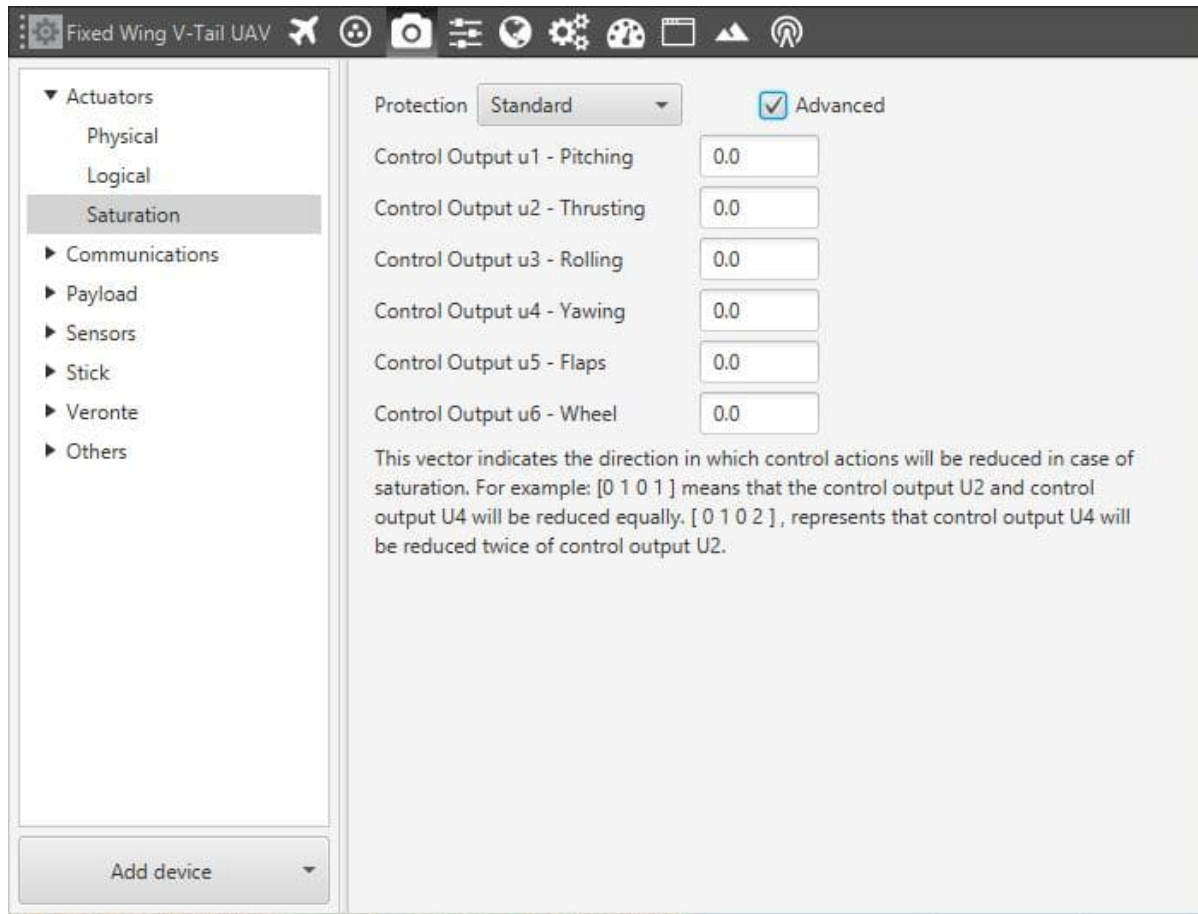 Fixed Wing V-Tail UAV
Actuators
Physical
Logical
Saturation
Communications
Payload
Sensors
Stick
Veronte
Others
Add device
Protection Standard Advanced
Control Output u1 - Pitching 0.0
Control Output u2 - Thrusting 0.0
Control Output u3 - Rolling 0.0
Control Output u4 - Yawing 0.0
Control Output u5 - Flaps 0.0
Control Output u6 - Wheel 0.0
This vector indicates the direction in which control actions will be reduced in case of
saturation. For example: [0 1 0 1 ] means that the control output U2 and control
output U4 will be reduced equally. [ 0 1 0 2 ] , represents that control output U4 will
be reduced twice of control output U2.